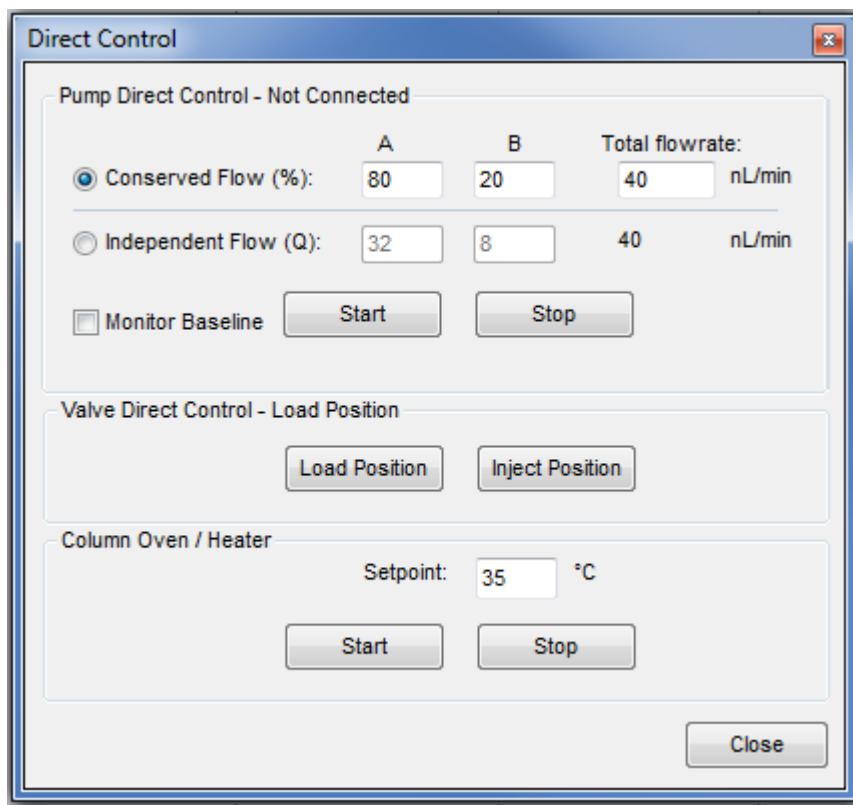 Direct Control
Pump Direct Control - Not Connected
A B Total flowrate:
Conserved Flow (%): 80 20 40 nL/min
Independent Flow (Q): 32 8 40 nL/min
Monitor Baseline Start Stop
Valve Direct Control - Load Position
Load Position Inject Position
Column Oven / Heater
Setpoint: 35 °C
Start Stop
Close